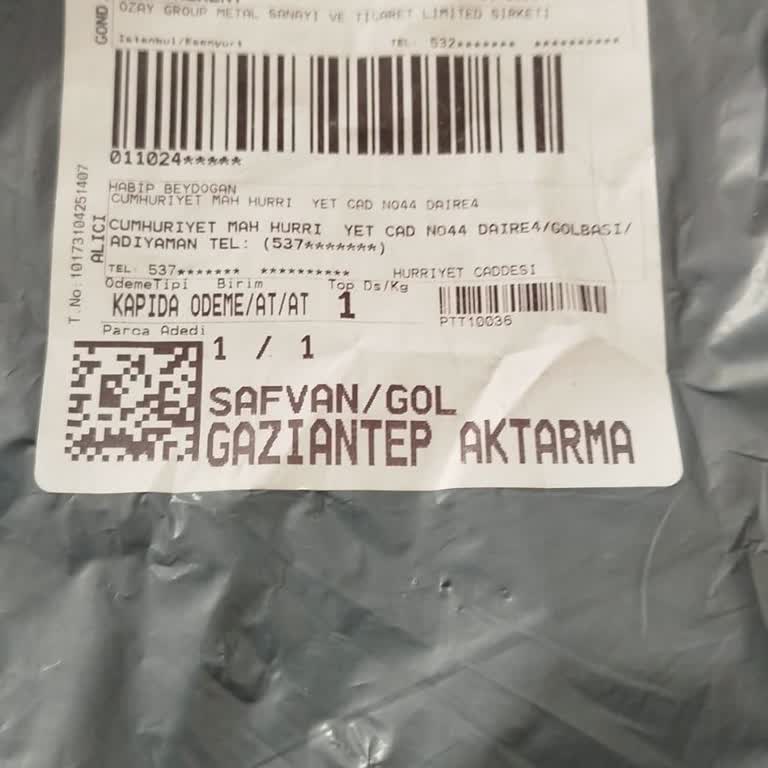 GOND
OZAY GROUP METAL SANAYİ VE TİCARET LIMITED SIRKETİ
Istanbul/Esenyurt TEL: 532******* **********
011024*****
T.No:10173104251407
ALICI
HABIP BEYDOGAN
CUMHURIYET MAH HURRI YET CAD NO44 DAIRE4
CUMHURIYET MAH HURRI YET CAD NO44 DAIRE4/GOLBASI/
ADIYAMAN TEL: (537*******)
TEL: 537******* ********** HURRIYET CADDESI
OdemeTipi Birim Top Ds/Kg
KAPIDA ODEME/AT/AT 1
PTT10036
Parca Adedi
1 / 1
SAFVAN/GOL
GAZIANTEP AKTARMA